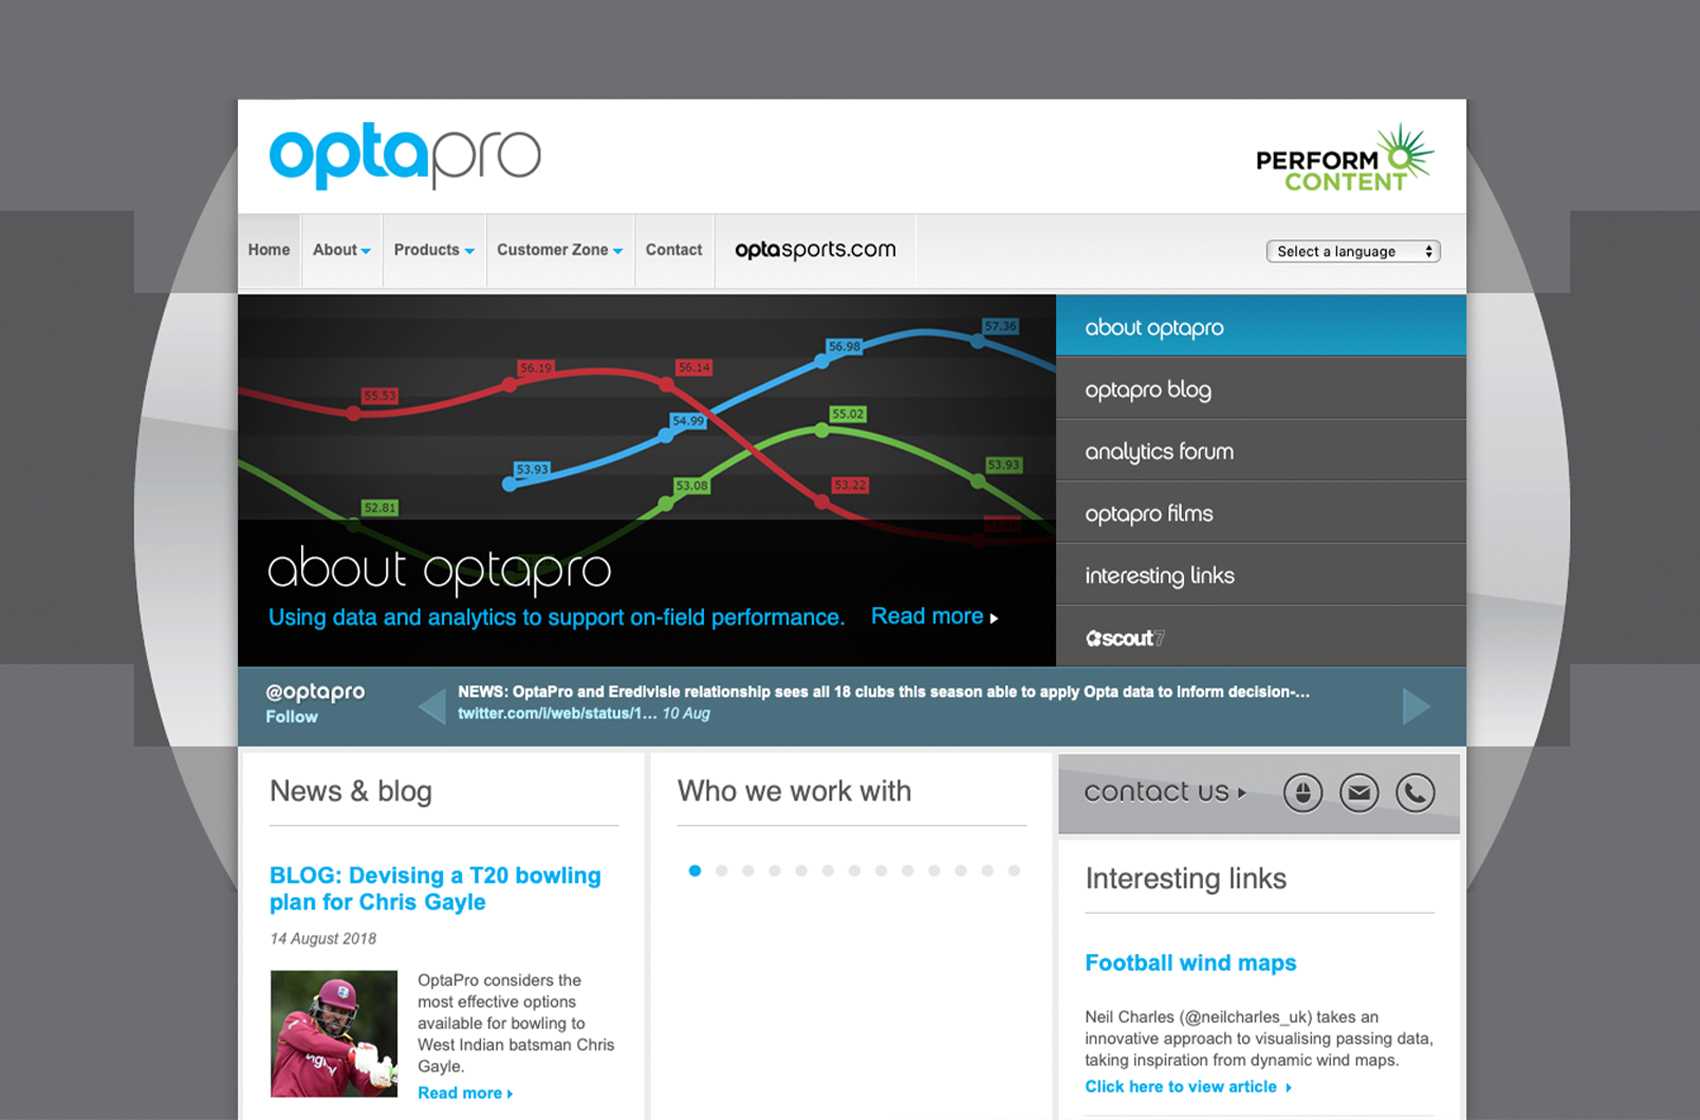 optapro
PERFORM
CONTENT
Home
About
Products
Customer Zone
Contact
optasports.com
Select a language
57.36
56.98
56.19
56.14
55.53
55.02
54.99
53.93
53.93
53.08
53.22
52.81
about optapro
Using data and analytics to support on-field performance.
Read more
about optapro
optapro blog
analytics forum
optapro films
interesting links
scout7
@optapro
Follow
NEWS: OptaPro and Eredivisie relationship sees all 18 clubs this season able to apply Opta data to inform decision-...
twitter.com/i/web/status/1... 10 Aug
News & blog
BLOG: Devising a T20 bowling
plan for Chris Gayle
14 August 2018
OptaPro considers the
most effective options
available for bowling to
West Indian batsman Chris
Gayle.
Read more
Who we work with
contact us
Interesting links
Football wind maps
Neil Charles (@neilcharles_uk) takes an
innovative approach to visualising passing data,
taking inspiration from dynamic wind maps.
Click here to view article